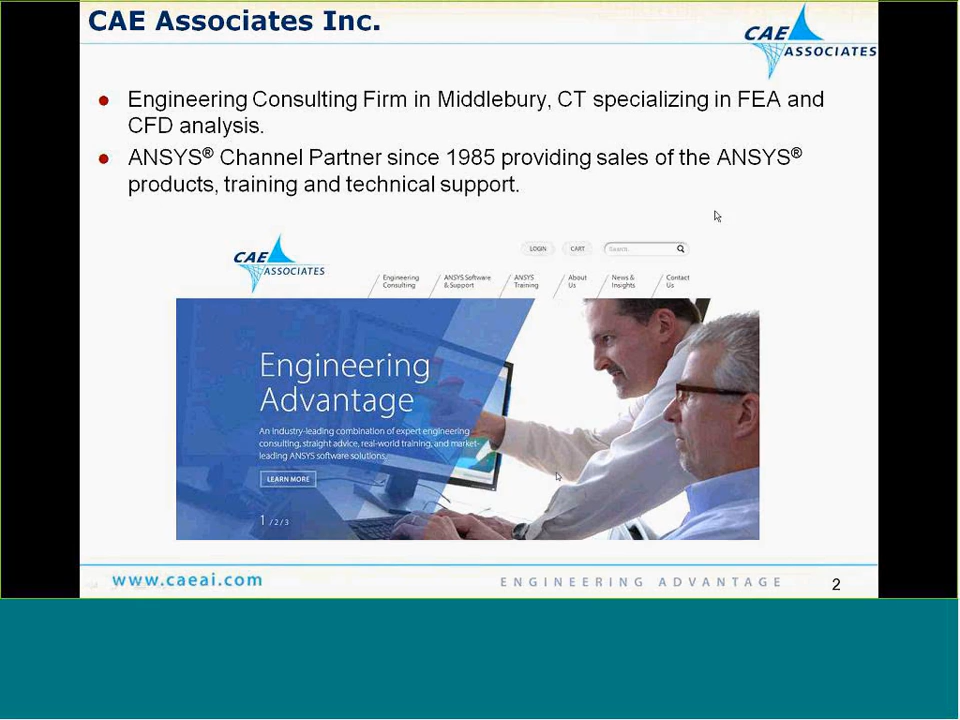 CAE Associates Inc.
CAE
ASSOCIATES
● Engineering Consulting Firm in Middlebury, CT specializing in FEA and
CFD analysis.
● ANSYS® Channel Partner since 1985 providing sales of the ANSYS®
products, training and technical support.
CAE
ASSOCIATES
LOGIN
CART
Search
Engineering
Consulting
ANSYS Software
& Support
ANSYS
Training
About
Us
News &
Insights
Contact
Us
Engineering
Advantage
An industry-leading combination of expert engineering
consulting, straight advice, real-world training, and market-
leading ANSYS software solutions.
LEARN MORE
1 / 2 / 3
www.caeai.com
ENGINEERING ADVANTAGE
2